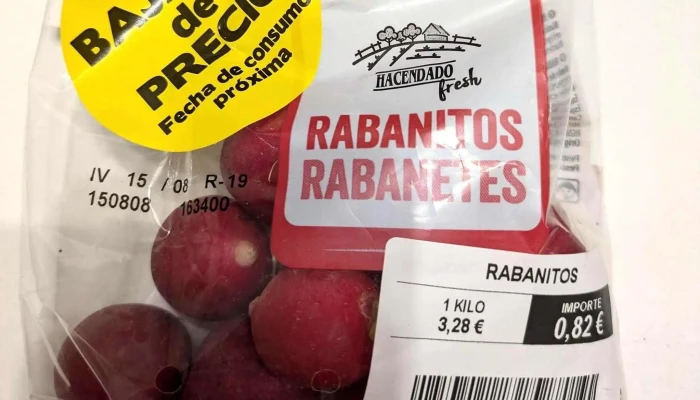 de
PRECIO
Fecha de consumo
próxima
HACENDADO
fresh
RABANITOS
RABANETES
IV 15 / 08 R-19
150808 163400
RABANITOS
1 KILO
3,28 €
IMPORTE
0,82 €